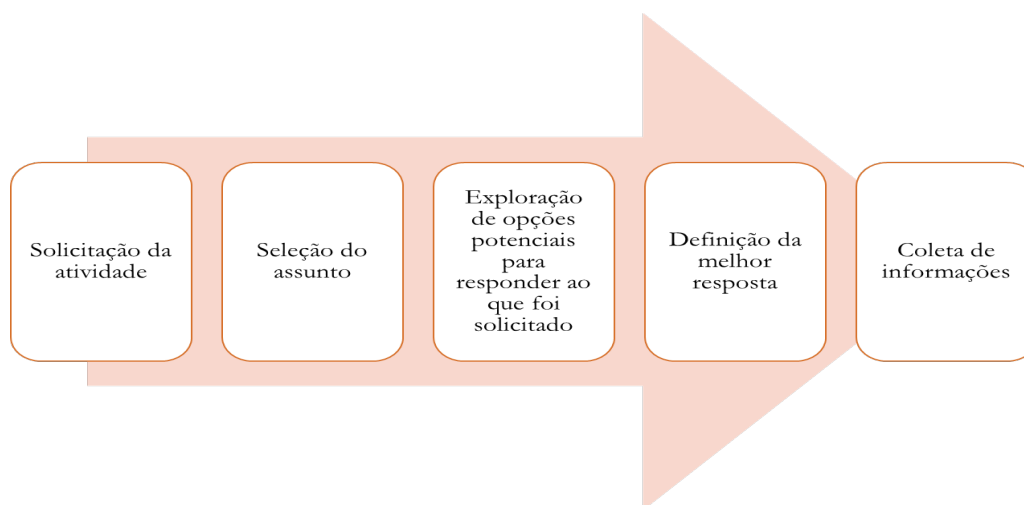 Solicitação da
atividade
Seleção do
assunto
Exploração
de opções
potenciais
para
responder ao
que foi
solicitado
Definição da
melhor
resposta
Coleta de
informações